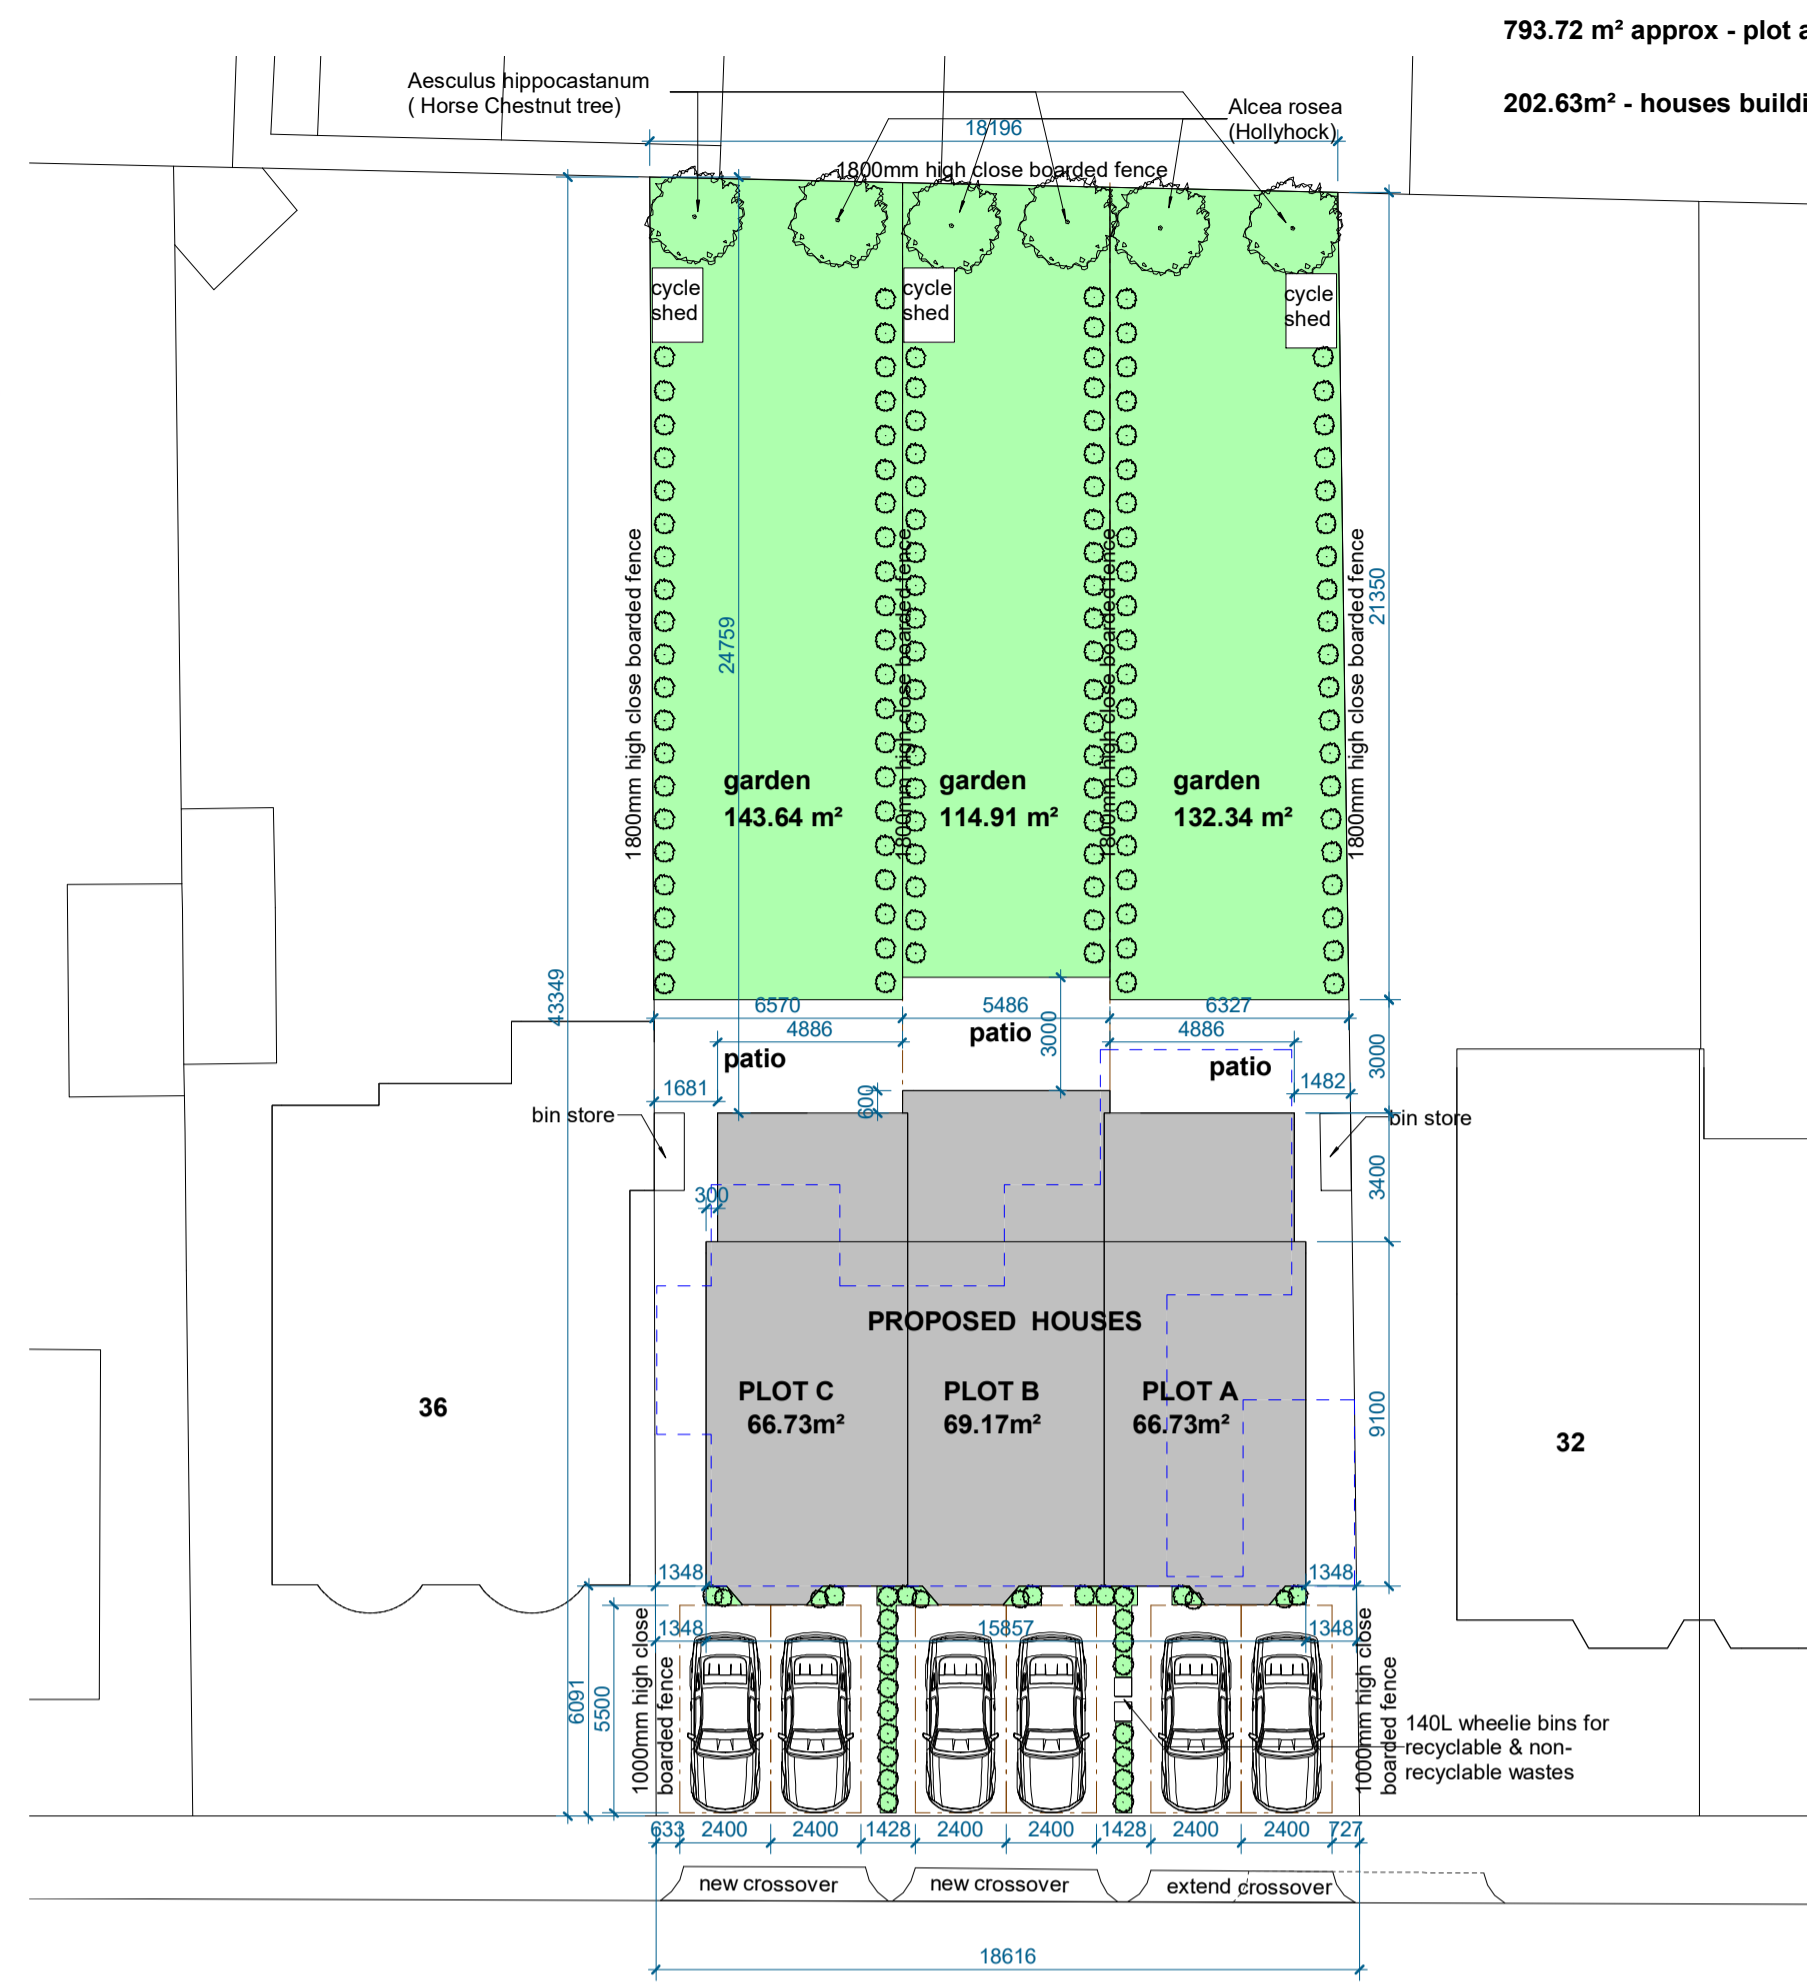 793.72 m² approx - plot a
202.63m² - houses buildi
Aesculus hippocastanum
( Horse Chestnut tree)
Alcea rosea
(Hollyhock)
18196
1800mm high close boarded fence
cycle
shed
cycle
shed
cycle
shed
1800mm high close boarded fence
1800mm high close boarded fence
1800mm high close boarded fence
1800mm high close boarded fence
21350
24759
garden
143.64 m²
garden
114.91 m²
garden
132.34 m²
43349
6570
5486
6327
4886
4886
patio
patio
patio
3000
3000
1681
1482
600
bin store
bin store
3400
300
PROPOSED HOUSES
PLOT C
66.73m²
PLOT B
69.17m²
PLOT A
66.73m²
36
32
9100
1348
1348
1348
15857
1348
1000mm high close
boarded fence
1000mm high close
boarded fence
6091
5500
140L wheelie bins for
recyclable & non-
recyclable wastes
633
2400
2400
1428
2400
2400
1428
2400
2400
727
new crossover
new crossover
extend crossover
18616